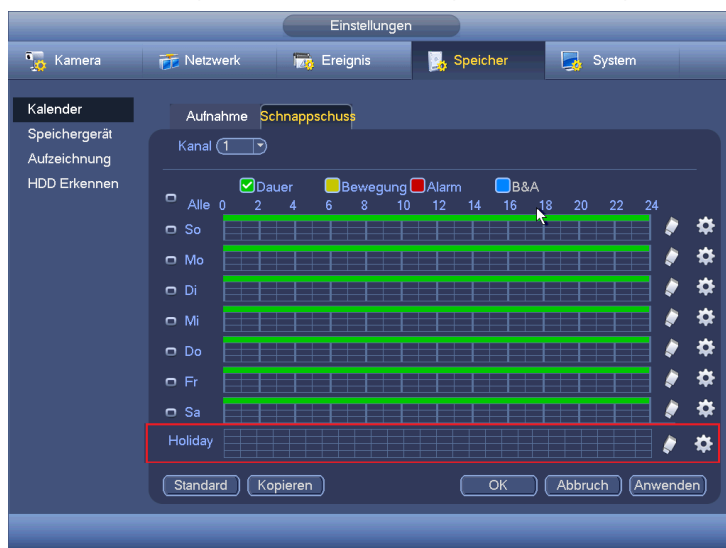 Einstellungen
Kamera Netzwerk Ereignis Speicher System
Kalender
Speichergerät
Aufzeichnung
HDD Erkennen
Aufnahme Schnappschuss
Kanal 1
Dauer Bewegung Alarm B&A
Alle 0 2 4 6 8 10 12 14 16 18 20 22 24
So
Mo
Di
Mi
Do
Fr
Sa
Holiday
Standard Kopieren OK Abbruch Anwenden